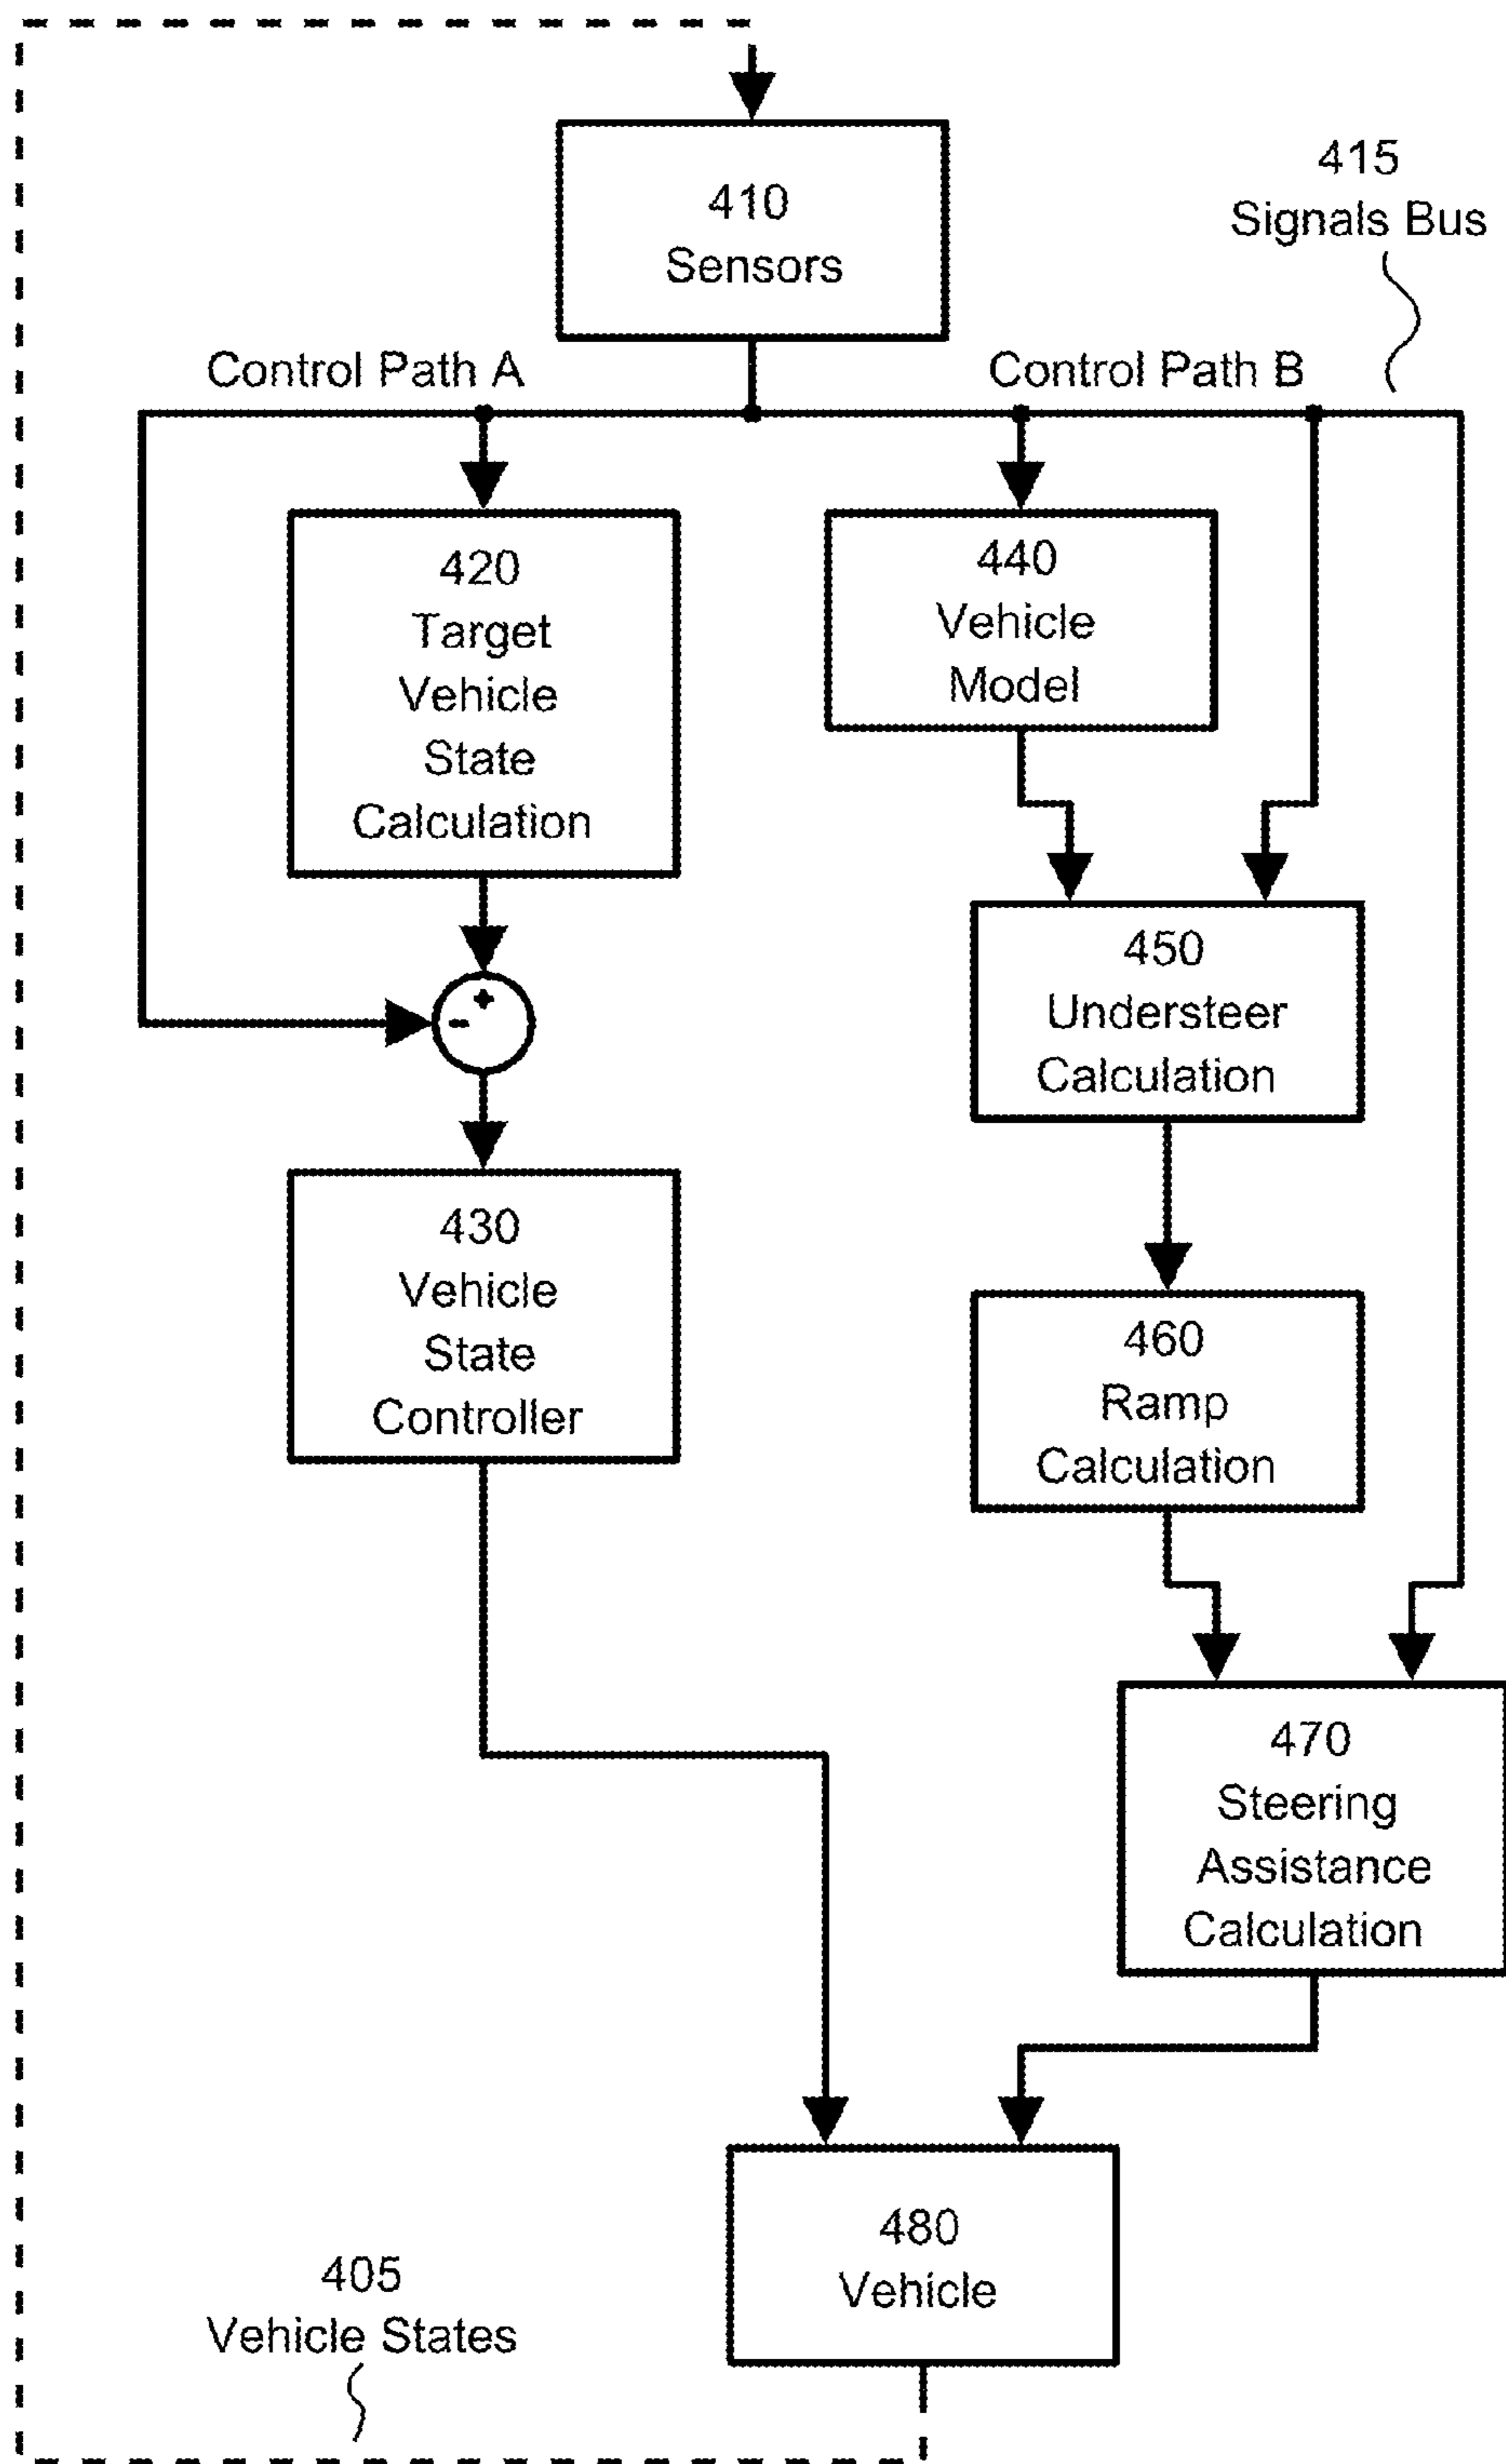 410
Sensors
415
Signals Bus
Control Path A
Control Path B
420
Target
Vehicle
State
Calculation
440
Vehicle
Model
450
Understeer
Calculation
+
-
430
Vehicle
State
Controller
460
Ramp
Calculation
470
Steering
Assistance
Calculation
480
Vehicle
405
Vehicle States